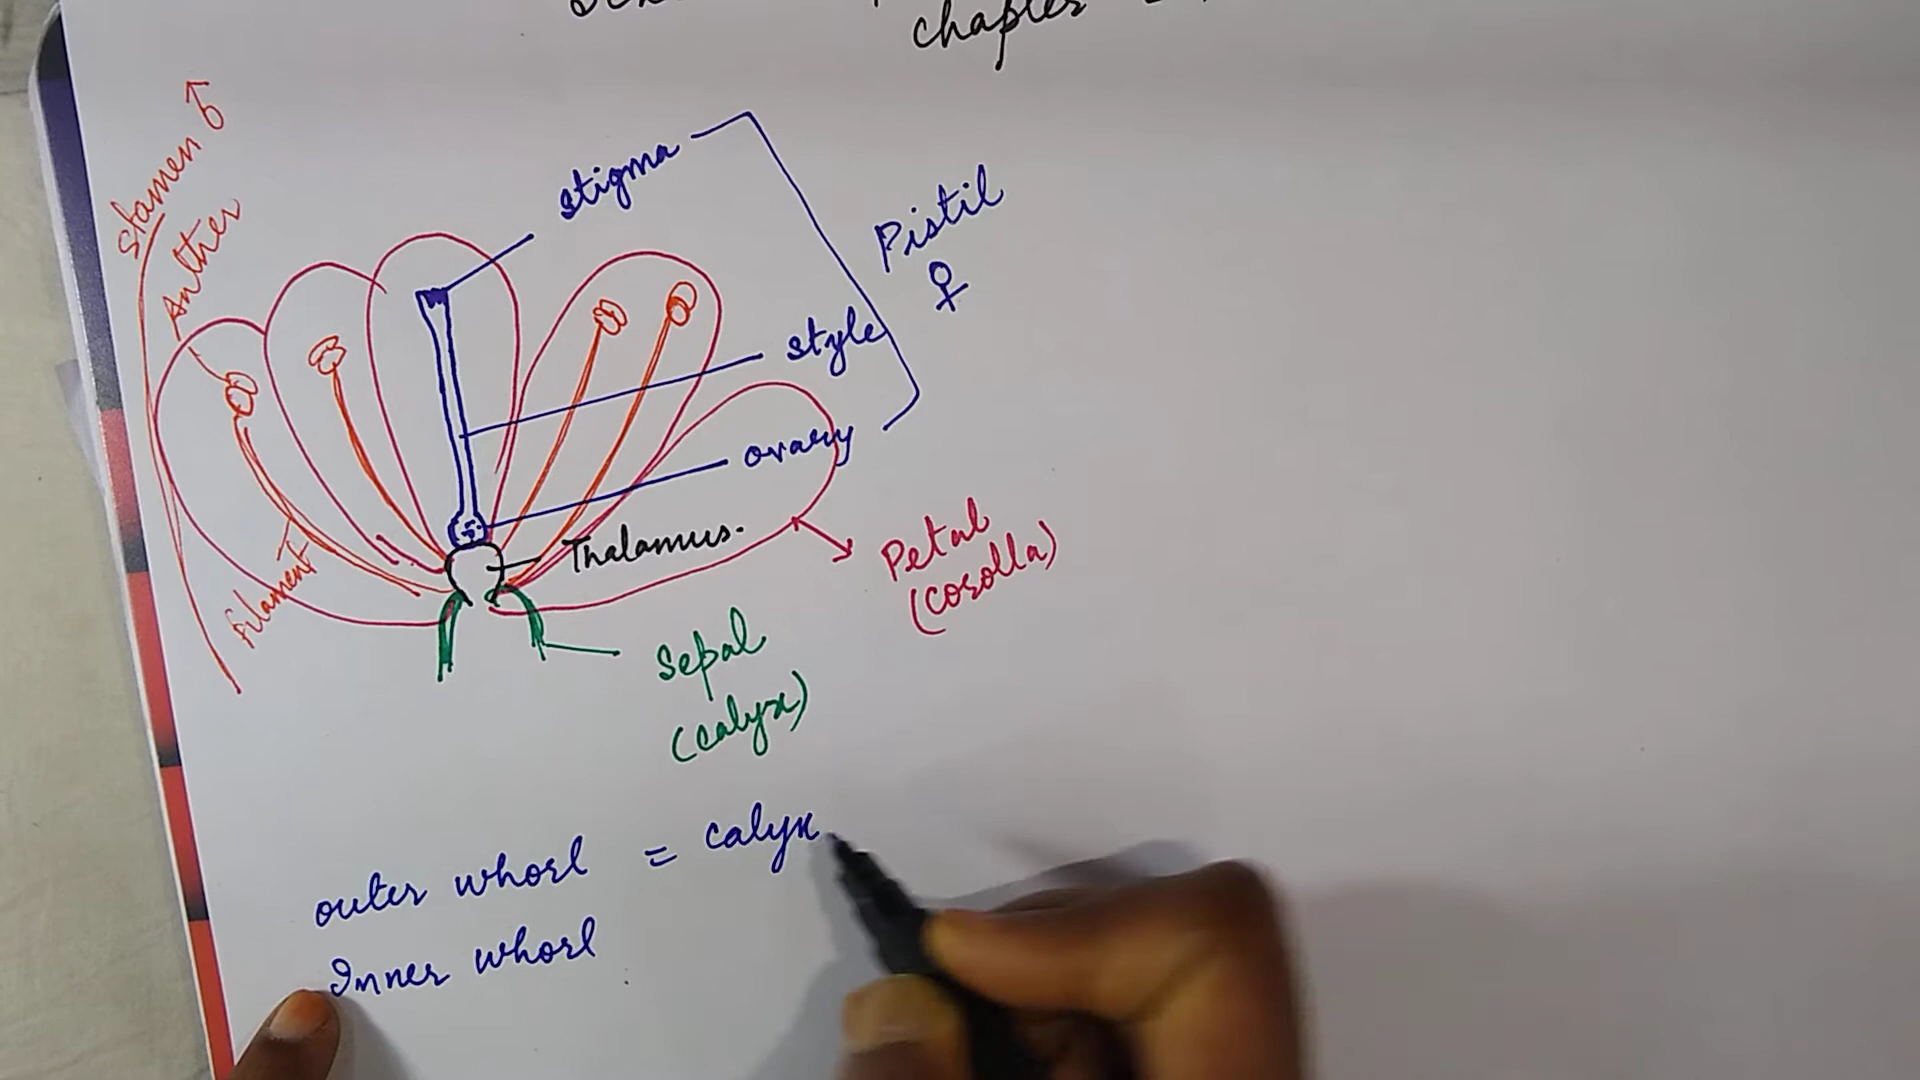 chapter
Stamen ♂
Anther
stigma
Pistil
♀
style
ovary
Thalamus.
Filament
Petal
(corolla)
Sepal
(calyx)
outer whorl = calyx
Inner whorl